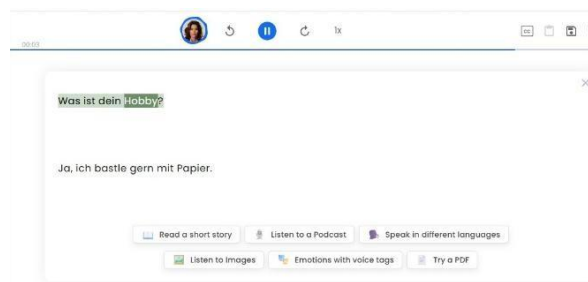 1x
CC
00:03
Was ist dein Hobby?
Ja, ich bastle gern mit Papier.
Read a short story
Listen to a Podcast
Speak in different languages
Listen to Images
Emotions with voice tags
Try a PDF